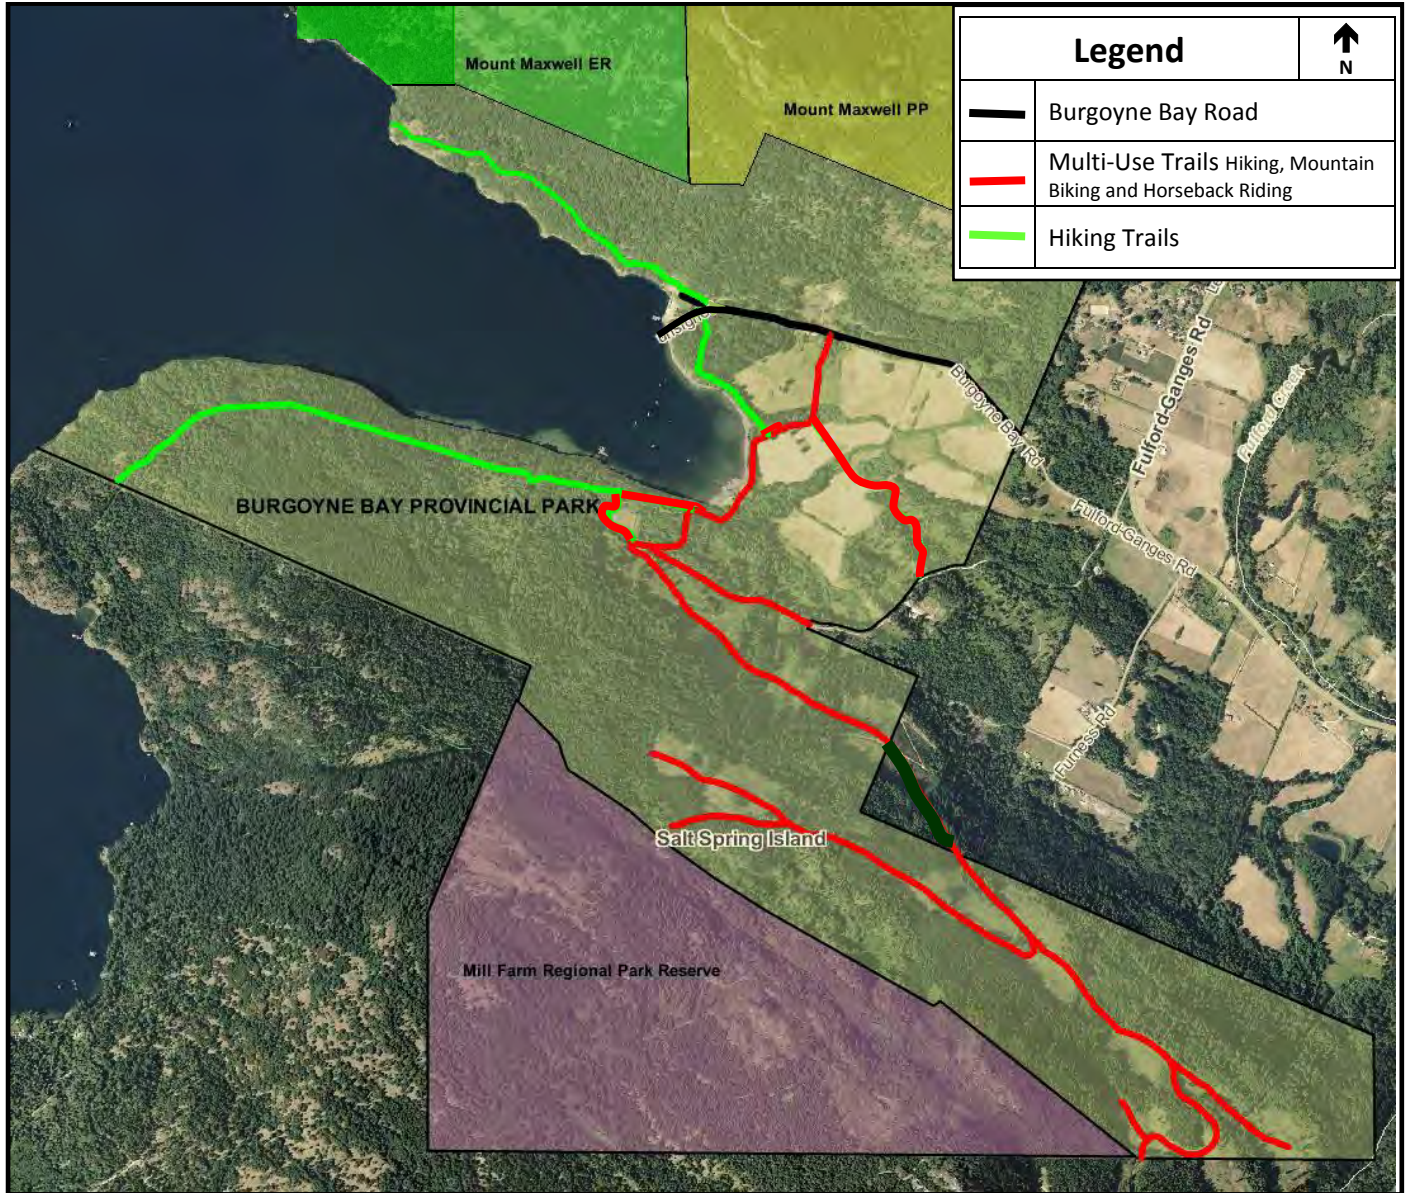 Legend
N
Burgoyne Bay Road
Multi-Use Trails Hiking, Mountain
Biking and Horseback Riding
Hiking Trails
Mount Maxwell ER
Mount Maxwell PP
Fulford-Ganges Rd
Burgoyne Bay Rd
Fulford Creek
BURGOYNE BAY PROVINCIAL PARK
Fulford-Ganges Rd
Furness Rd
Salt Spring Island
Mill Farm Regional Park Reserve